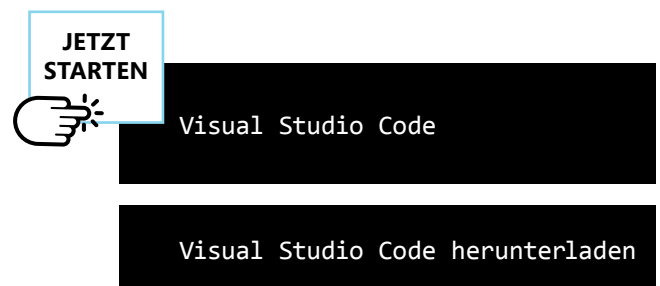 JETZT
STARTEN
Visual Studio Code
Visual Studio Code herunterladen